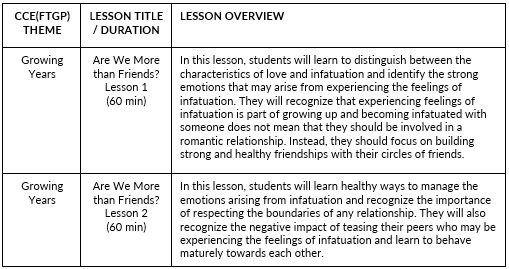 CCE(FTGP)
THEME
LESSON TITLE
/ DURATION
LESSON OVERVIEW
Growing
Years
Are We More
than Friends?
Lesson 1
(60 min)
In this lesson, students will learn to distinguish between the
characteristics of love and infatuation and identify the strong
emotions that may arise from experiencing the feelings of
infatuation. They will recognize that experiencing feelings of
infatuation is part of growing up and becoming infatuated with
someone does not mean that they should be involved in a
romantic relationship. Instead, they should focus on building
strong and healthy friendships with their circles of friends.
Growing
Years
Are We More
than Friends?
Lesson 2
(60 min)
In this lesson, students will learn healthy ways to manage the
emotions arising from infatuation and recognize the importance
of respecting the boundaries of any relationship. They will also
recognize the negative impact of teasing their peers who may be
experiencing the feelings of infatuation and learn to behave
maturely towards each other.